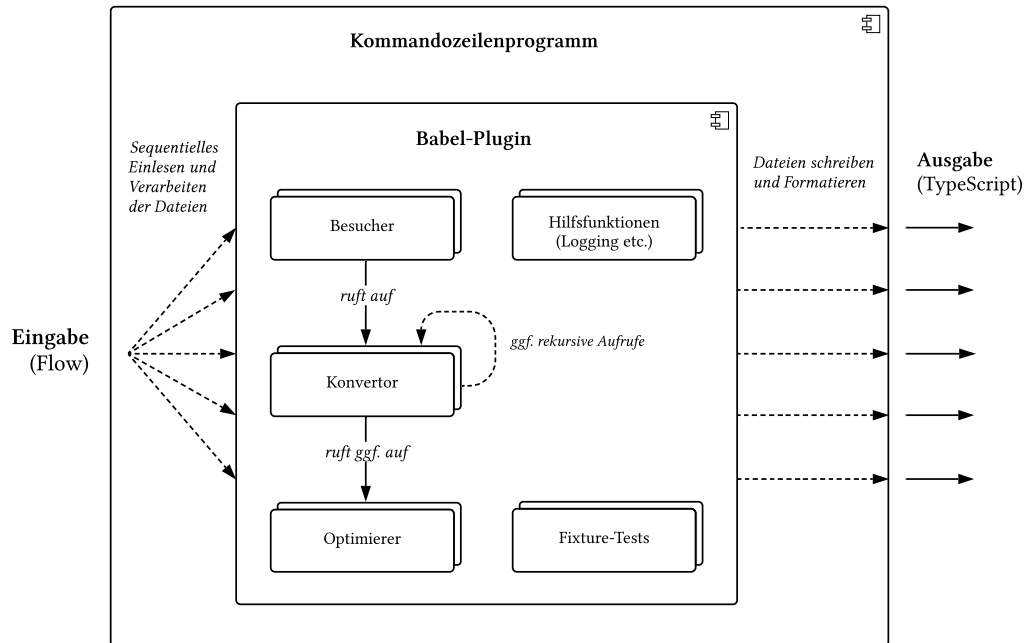 Kommandozeilenprogramm
Babel-Plugin
Sequentielles
Einlesen und
Verarbeiten
der Dateien
Dateien schreiben
und Formatieren
Ausgabe
(TypeScript)
Besucher
Hilfsfunktionen
(Logging etc.)
ruft auf
Eingabe
(Flow)
ggf. rekursive Aufrufe
Konvertor
ruft ggf. auf
Optimierer
Fixture-Tests